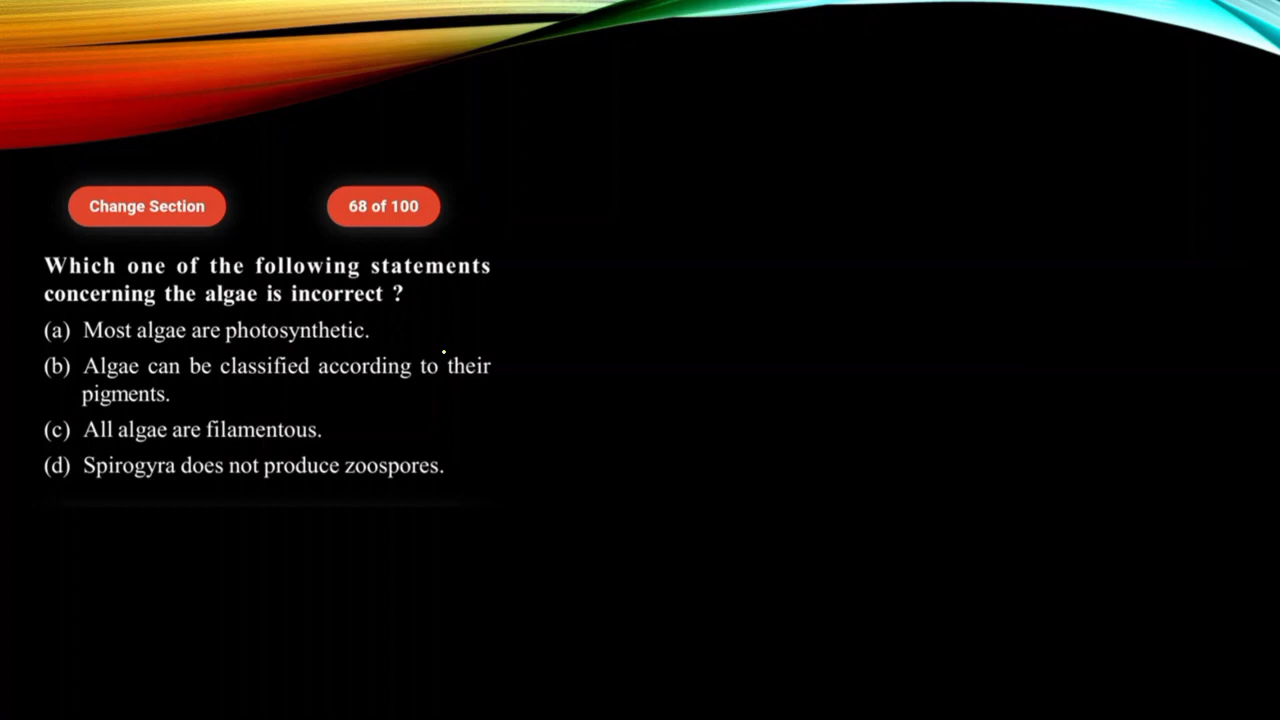 Change Section
68 of 100
Which one of the following statements
concerning the algae is incorrect ?
(a) Most algae are photosynthetic.
(b) Algae can be classified according to their
pigments.
(c) All algae are filamentous.
(d) Spirogyra does not produce zoospores.